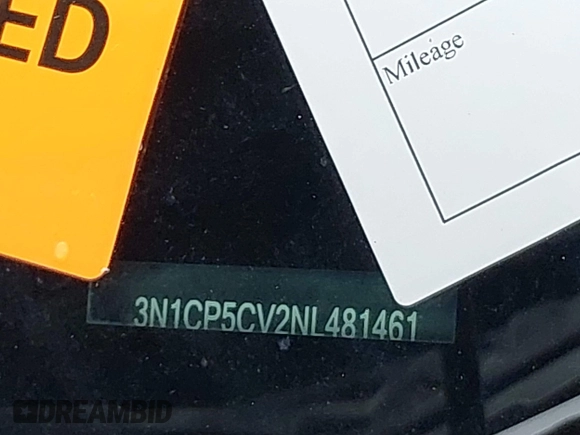 ED
Mileage
3N1CP5CV2NL481461
DREAMBID